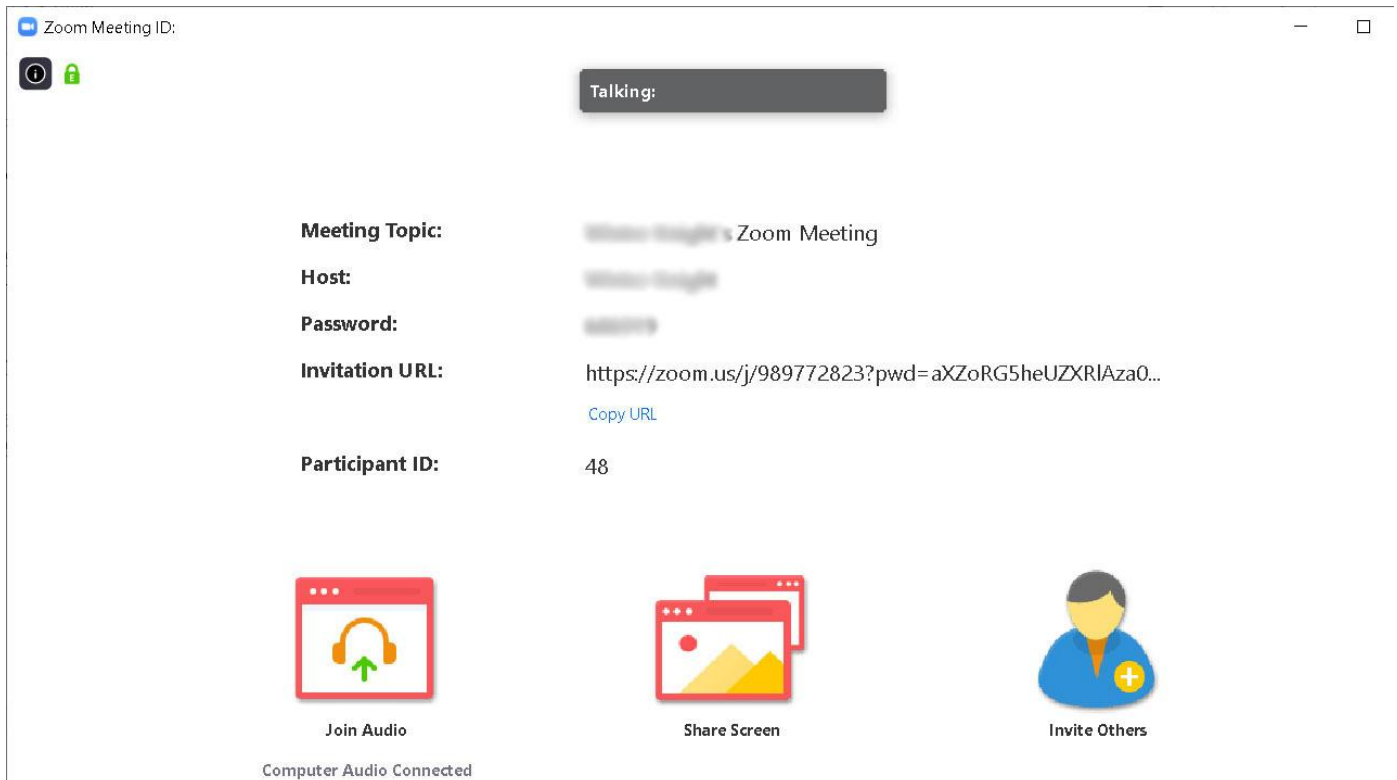 Zoom Meeting ID:
Talking:
Meeting Topic: Zoom Meeting
Host:
Password:
Invitation URL: https://zoom.us/j/989772823?pwd=aXZoRG5heUZXRlAza0...
Copy URL
Participant ID: 48
Join Audio Share Screen Invite Others
Computer Audio Connected